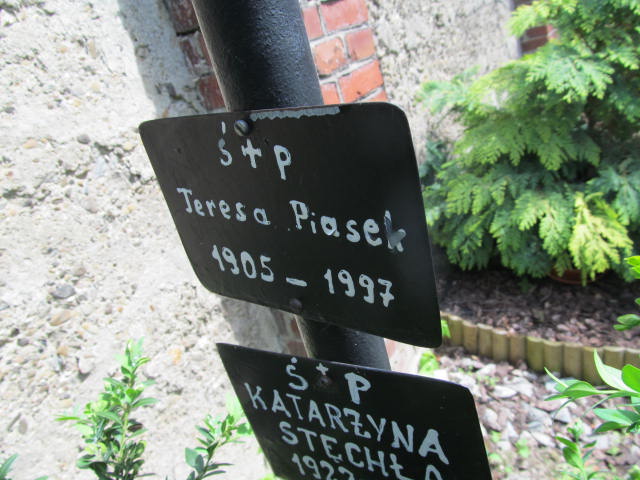 Ś + P
Teresa Piasek
1905 – 1997
Ś + P
KATARZYNA
STĘCHŁA